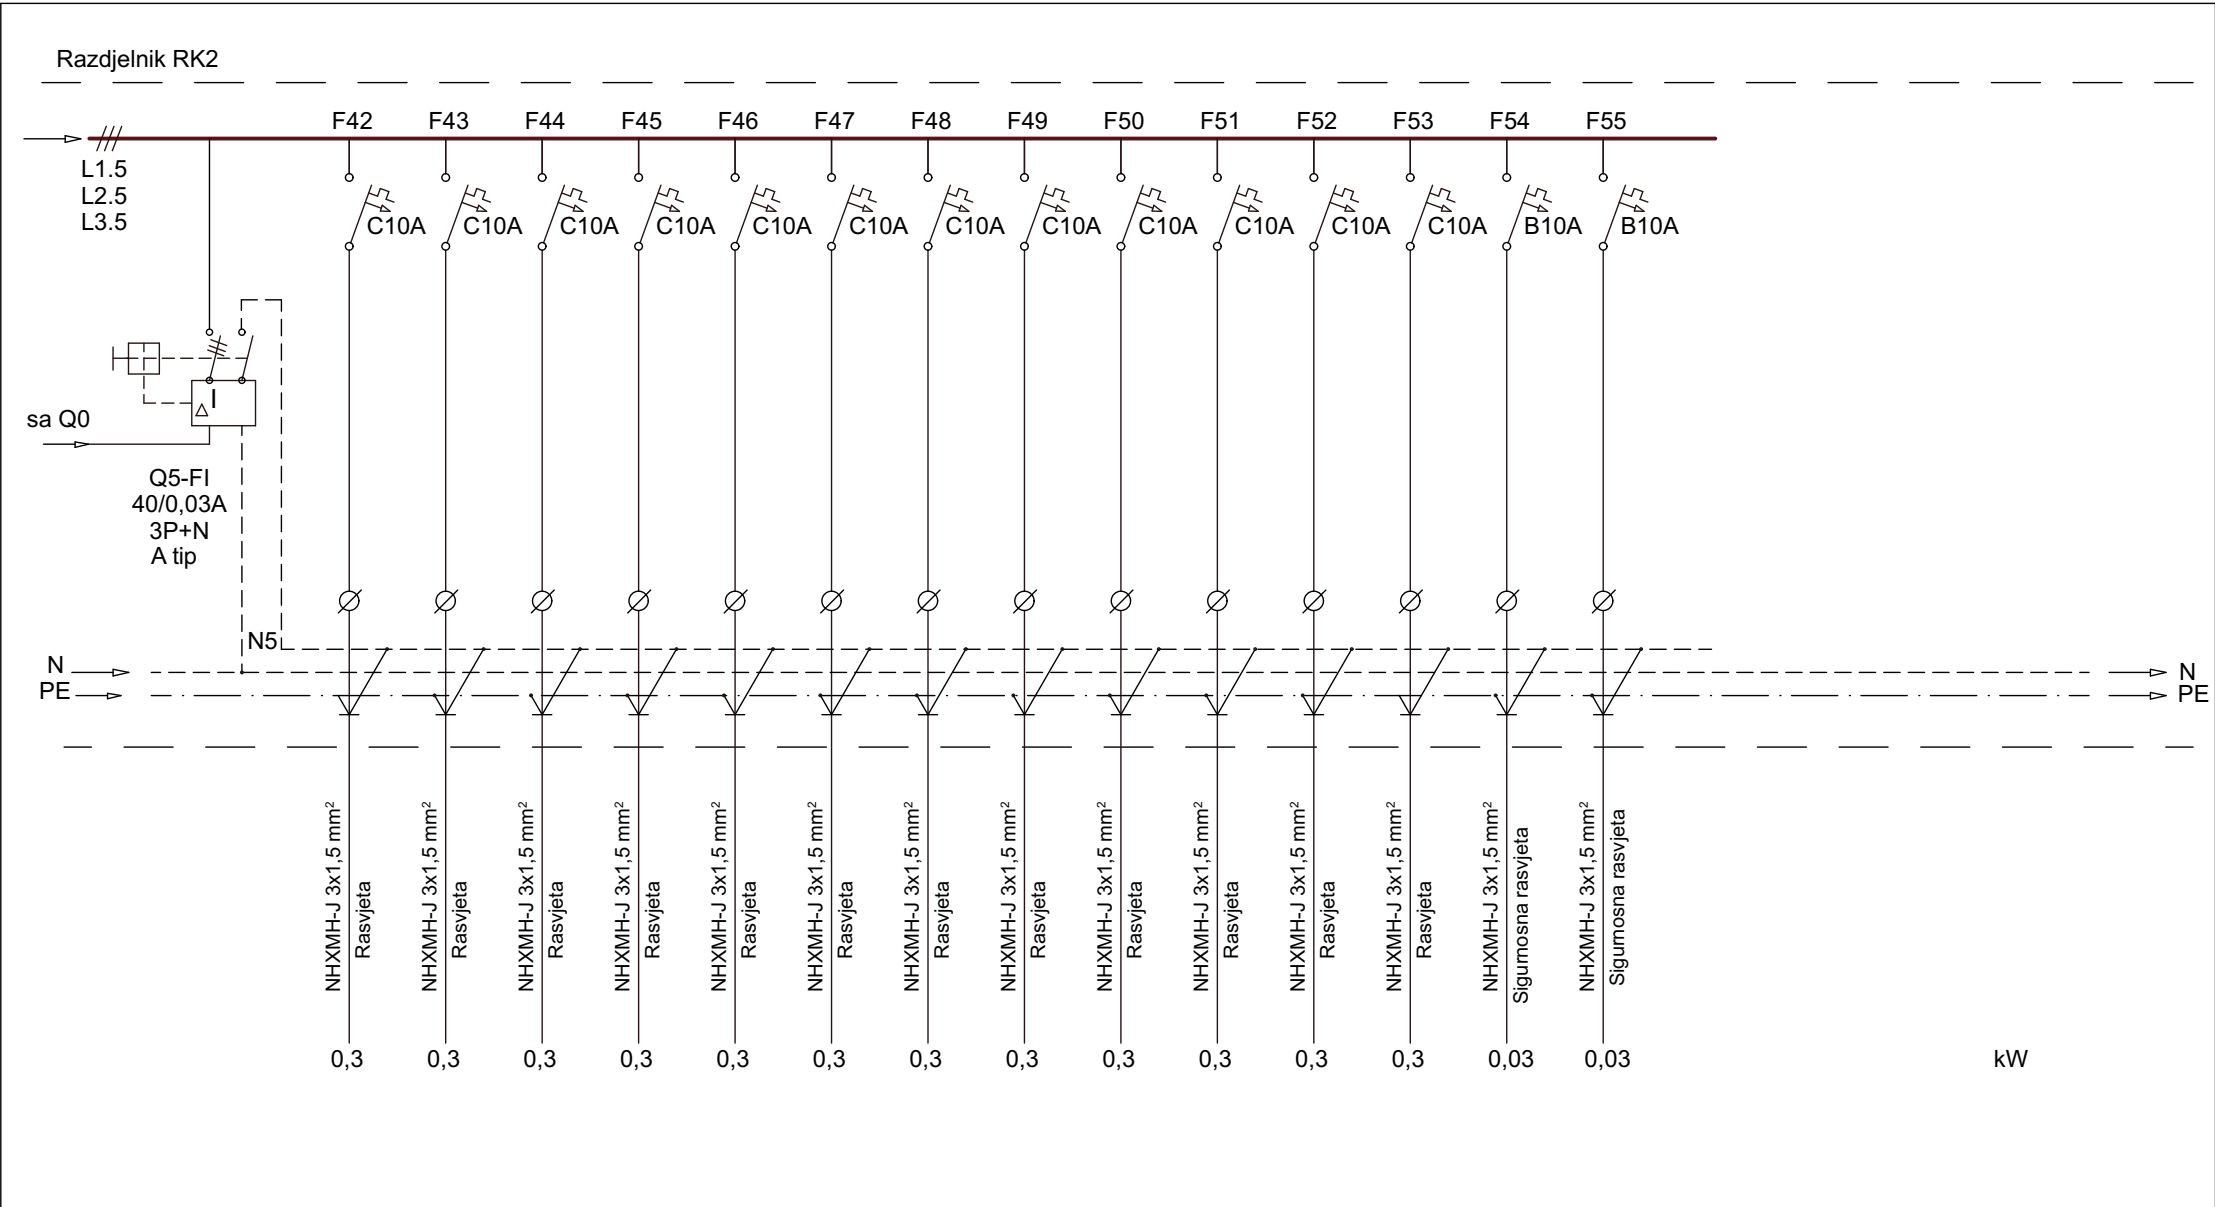 Razdjelnik RK2
F42 F43 F44 F45 F46 F47 F48 F49 F50 F51 F52 F53 F54 F55
L1.5
L2.5
L3.5
C10A C10A C10A C10A C10A C10A C10A C10A C10A C10A C10A C10A B10A B10A
I
sa Q0
Q5-FI
40/0,03A
3P+N
A tip
N5
N
PE
N
PE
NHXMH-J 3x1,5 mm²
Rasvjeta
NHXMH-J 3x1,5 mm²
Rasvjeta
NHXMH-J 3x1,5 mm²
Rasvjeta
NHXMH-J 3x1,5 mm²
Rasvjeta
NHXMH-J 3x1,5 mm²
Rasvjeta
NHXMH-J 3x1,5 mm²
Rasvjeta
NHXMH-J 3x1,5 mm²
Rasvjeta
NHXMH-J 3x1,5 mm²
Rasvjeta
NHXMH-J 3x1,5 mm²
Rasvjeta
NHXMH-J 3x1,5 mm²
Rasvjeta
NHXMH-J 3x1,5 mm²
Rasvjeta
NHXMH-J 3x1,5 mm²
Rasvjeta
NHXMH-J 3x1,5 mm²
Sigurnosna rasvjeta
NHXMH-J 3x1,5 mm²
Sigurnosna rasvjeta
0,3 0,3 0,3 0,3 0,3 0,3 0,3 0,3 0,3 0,3 0,3 0,3 0,03 0,03 kW